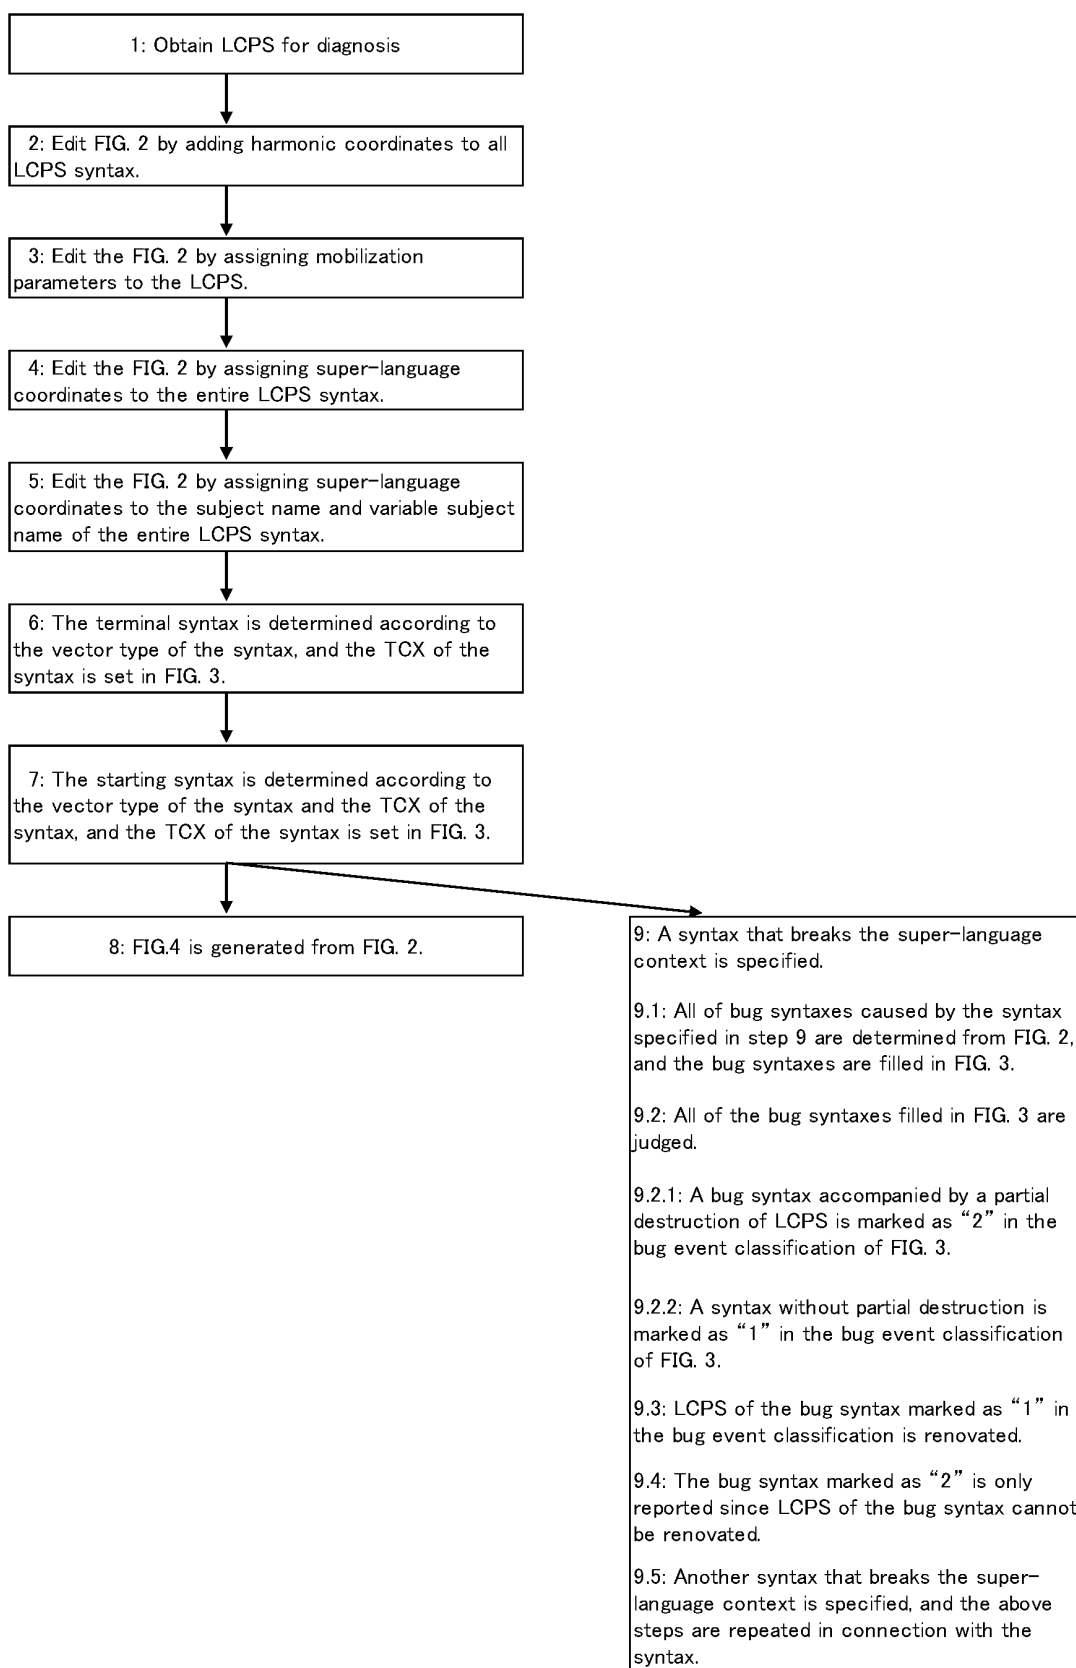 1: Obtain LCPS for diagnosis
2: Edit FIG. 2 by adding harmonic coordinates to all
LCPS syntax.
3: Edit the FIG. 2 by assigning mobilization
parameters to the LCPS.
4: Edit the FIG. 2 by assigning super-language
coordinates to the entire LCPS syntax.
5: Edit the FIG. 2 by assigning super-language
coordinates to the subject name and variable subject
name of the entire LCPS syntax.
6: The terminal syntax is determined according to
the vector type of the syntax, and the TCX of the
syntax is set in FIG. 3.
7: The starting syntax is determined according to
the vector type of the syntax and the TCX of the
syntax, and the TCX of the syntax is set in FIG. 3.
8: FIG.4 is generated from FIG. 2.
9: A syntax that breaks the super-language
context is specified.
9.1: All of bug syntaxes caused by the syntax
specified in step 9 are determined from FIG. 2,
and the bug syntaxes are filled in FIG. 3.
9.2: All of the bug syntaxes filled in FIG. 3 are
judged.
9.2.1: A bug syntax accompanied by a partial
destruction of LCPS is marked as “2” in the
bug event classification of FIG. 3.
9.2.2: A syntax without partial destruction is
marked as “1” in the bug event classification
of FIG. 3.
9.3: LCPS of the bug syntax marked as “1” in
the bug event classification is renovated.
9.4: The bug syntax marked as “2” is only
reported since LCPS of the bug syntax cannot
be renovated.
9.5: Another syntax that breaks the super-
language context is specified, and the above
steps are repeated in connection with the
syntax.